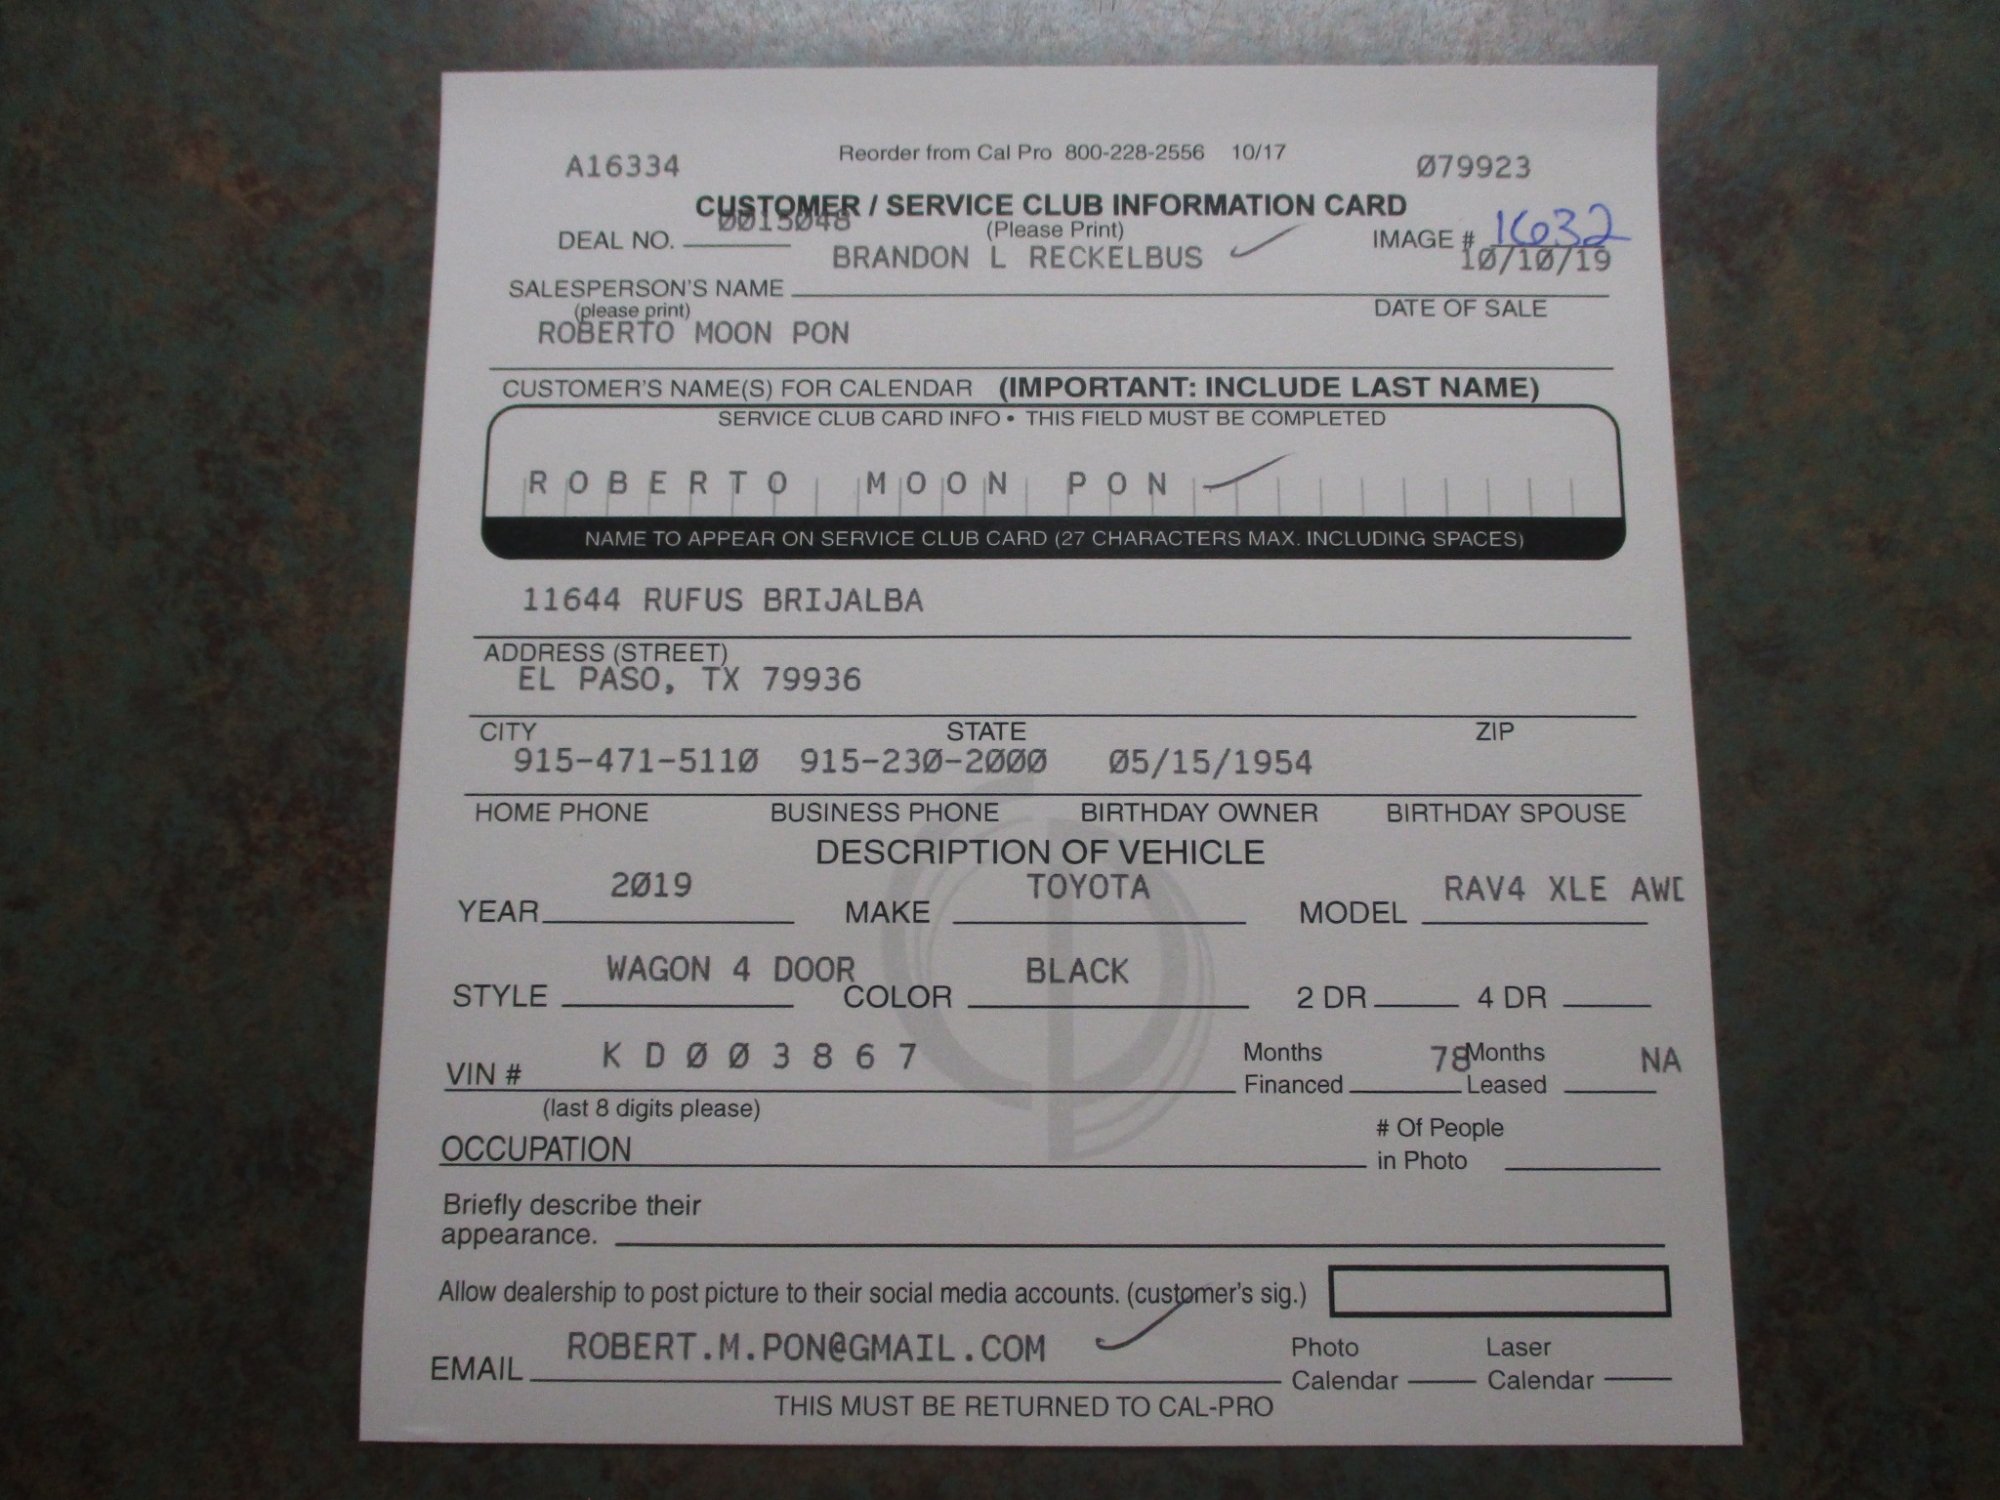 A16334 Reorder from Cal Pro 800-228-2556 10/17 Ø79923
CUSTOMER / SERVICE CLUB INFORMATION CARD
DEAL NO. ØØ15Ø48 (Please Print) IMAGE # 1632
BRANDON L RECKELBUS 1Ø/1Ø/19
SALESPERSON'S NAME
(please print) DATE OF SALE
ROBERTO MOON PON
CUSTOMER'S NAME(S) FOR CALENDAR (IMPORTANT: INCLUDE LAST NAME)
SERVICE CLUB CARD INFO • THIS FIELD MUST BE COMPLETED
ROBERTO MOON PON
NAME TO APPEAR ON SERVICE CLUB CARD (27 CHARACTERS MAX. INCLUDING SPACES)
11644 RUFUS BRIJALBA
ADDRESS (STREET)
EL PASO, TX 79936
CITY STATE ZIP
915-471-511Ø 915-23Ø-2ØØØ Ø5/15/1954
HOME PHONE BUSINESS PHONE BIRTHDAY OWNER BIRTHDAY SPOUSE
DESCRIPTION OF VEHICLE
YEAR 2Ø19 MAKE TOYOTA MODEL RAV4 XLE AWD
STYLE WAGON 4 DOOR COLOR BLACK 2 DR 4 DR
VIN # K D Ø Ø 3 8 6 7 Months Financed 78 Months Leased NA
(last 8 digits please)
OCCUPATION # Of People in Photo
Briefly describe their
appearance.
Allow dealership to post picture to their social media accounts. (customer's sig.)
EMAIL ROBERT.M.PON@GMAIL.COM Photo Calendar Laser Calendar
THIS MUST BE RETURNED TO CAL-PRO